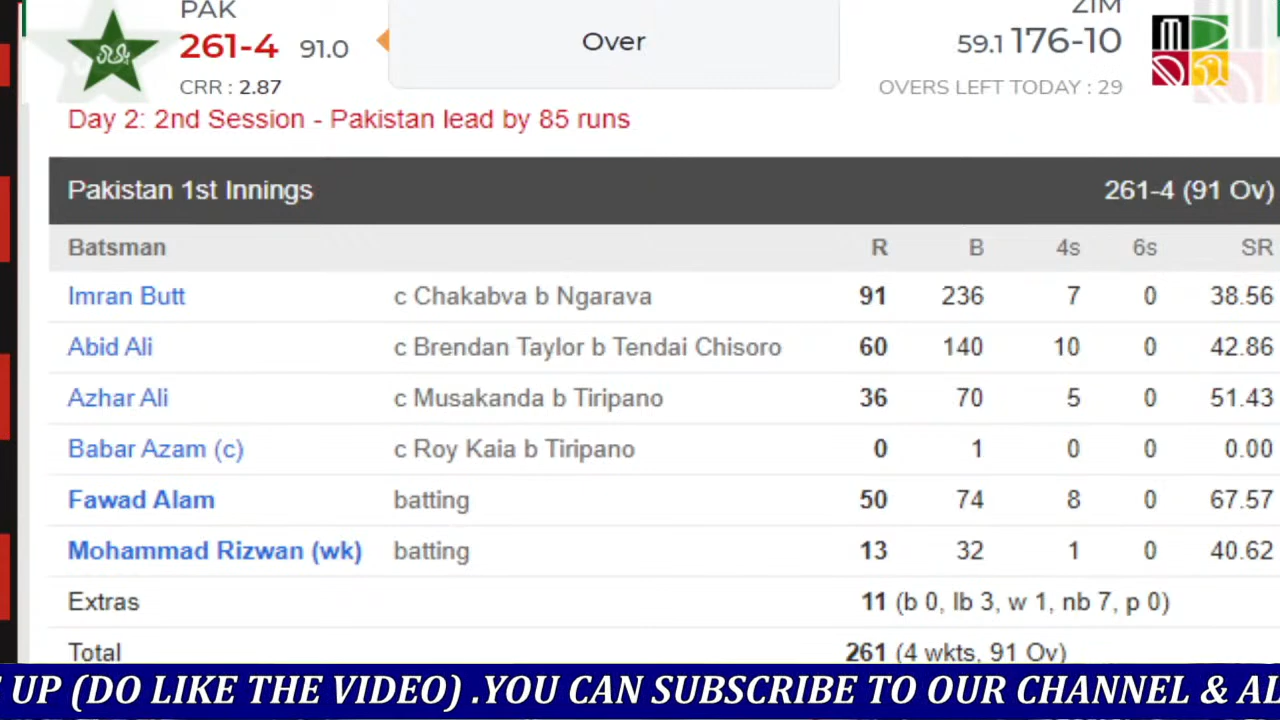 PAK
261-4 91.0
CRR : 2.87
Over
ZIM
59.1 176-10
OVERS LEFT TODAY : 29
Day 2: 2nd Session - Pakistan lead by 85 runs
Pakistan 1st Innings 261-4 (91 Ov)
Batsman R B 4s 6s SR
Imran Butt c Chakabva b Ngarava 91 236 7 0 38.56
Abid Ali c Brendan Taylor b Tendai Chisoro 60 140 10 0 42.86
Azhar Ali c Musakanda b Tiripano 36 70 5 0 51.43
Babar Azam (c) c Roy Kaia b Tiripano 0 1 0 0 0.00
Fawad Alam batting 50 74 8 0 67.57
Mohammad Rizwan (wk) batting 13 32 1 0 40.62
Extras 11 (b 0, lb 3, w 1, nb 7, p 0)
Total 261 (4 wkts, 91 Ov)
UP (DO LIKE THE VIDEO) .YOU CAN SUBSCRIBE TO OUR CHANNEL & AL